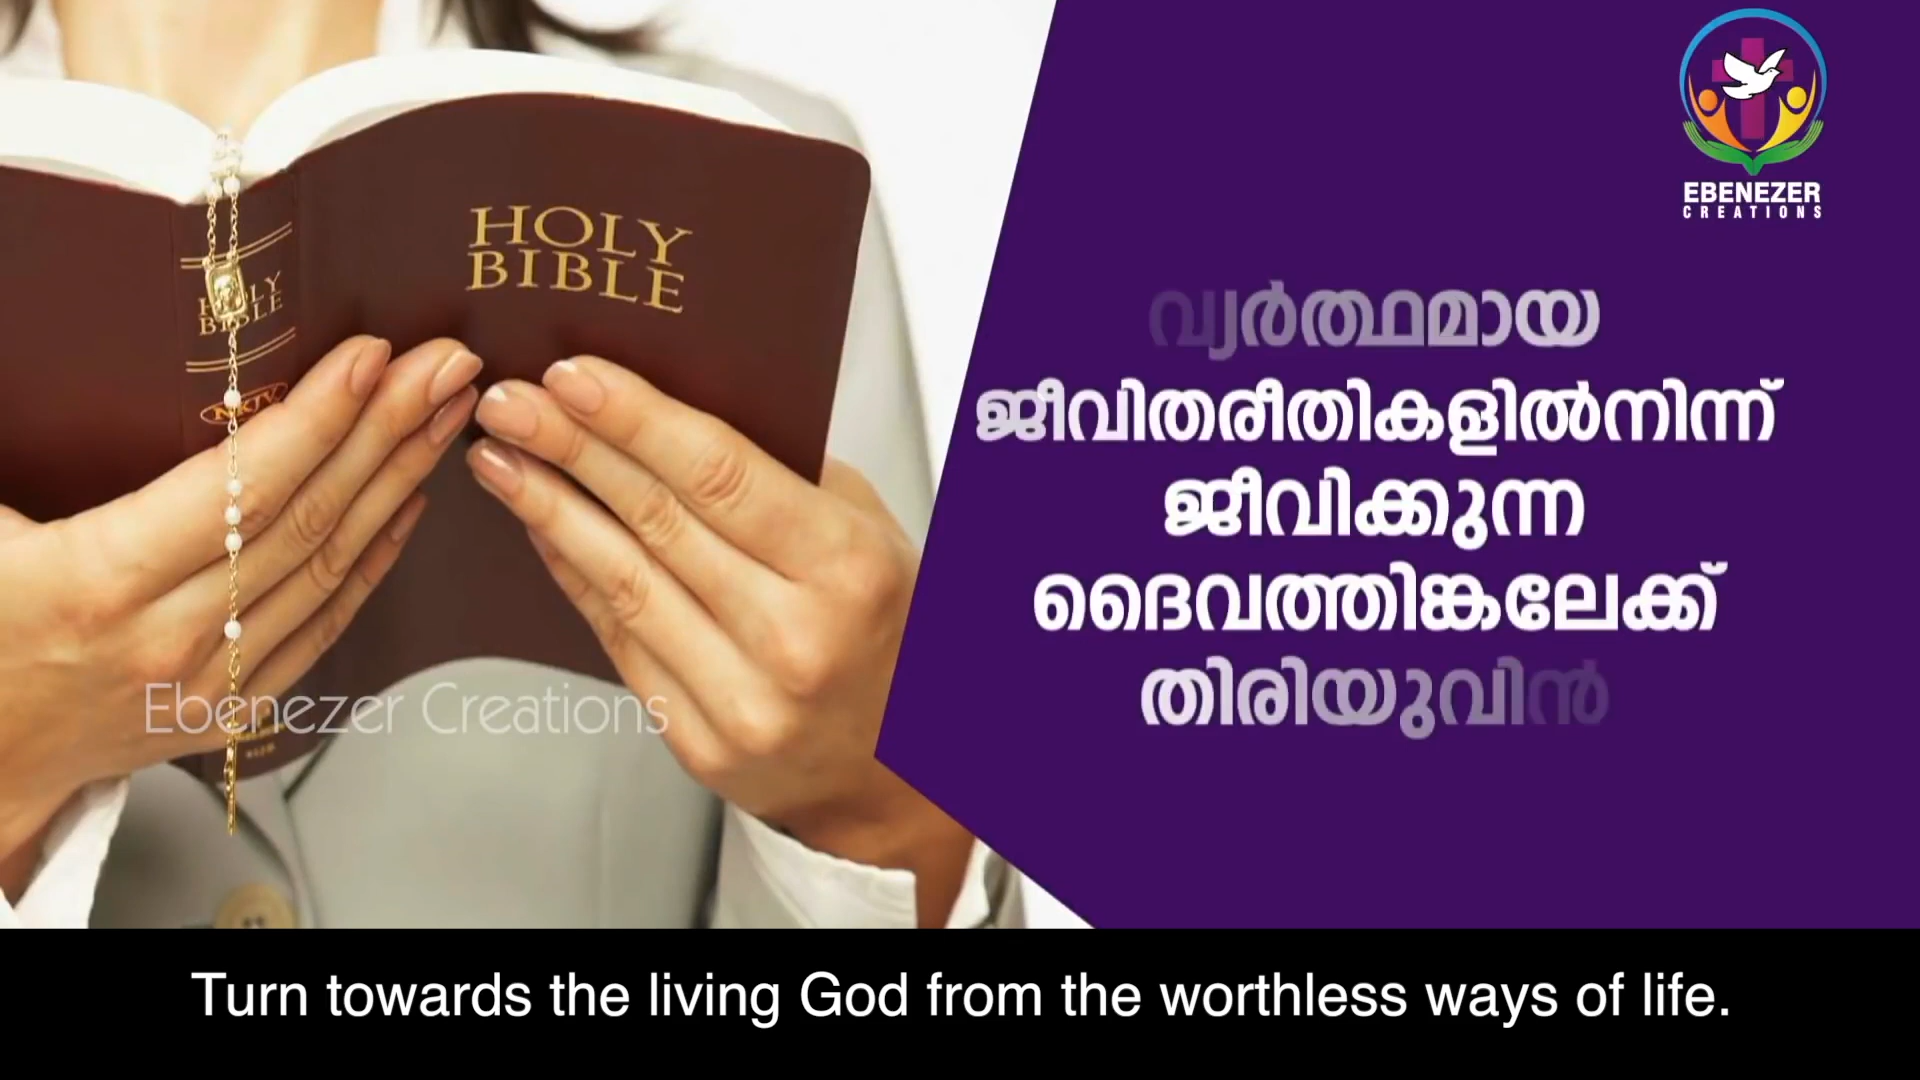 HOLY
BIBLE
HOLY
BIBLE
NKJV
EBENEZER
CREATIONS
വ്യർത്ഥമായ
ജീവിതരീതികളിൽനിന്ന്
ജീവിക്കുന്ന
ദൈവത്തിങ്കലേക്ക്
തിരിയുവിൻ
Ebenezer Creations
Turn towards the living God from the worthless ways of life.